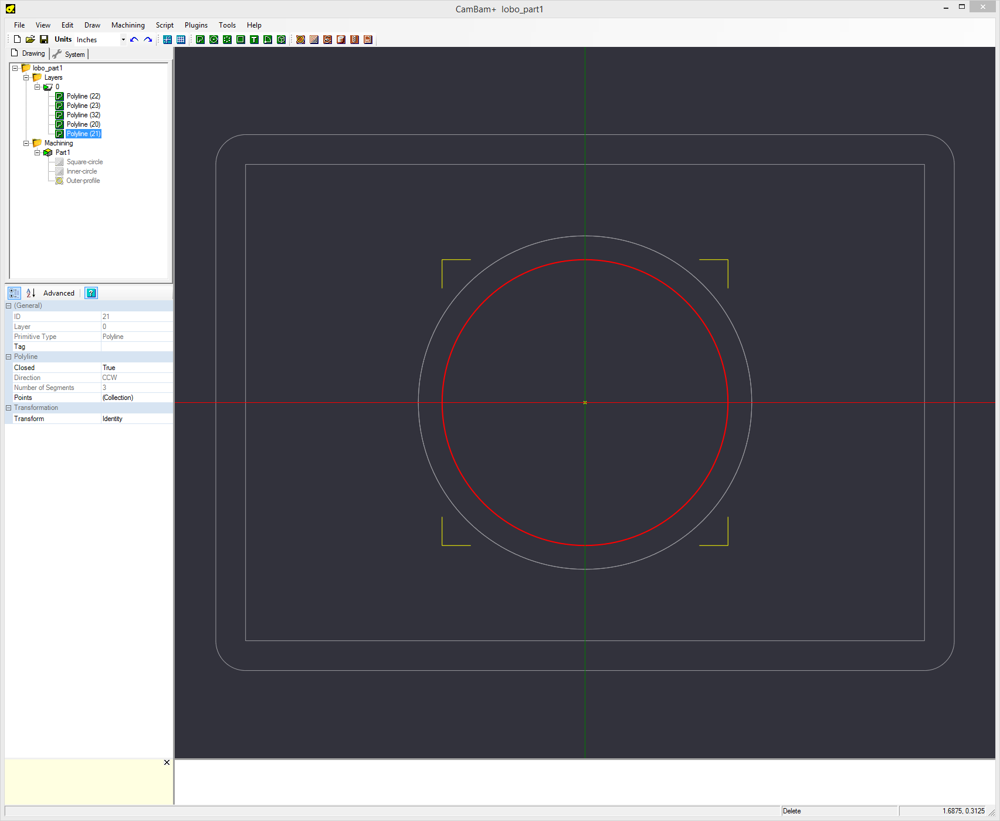 CamBam+ lobo_part1
File View Edit Draw Machining Script Plugins Tools Help
Units Inches
Drawing System
lobo_part1
Layers
0
Polyline (22)
Polyline (23)
Polyline (32)
Polyline (20)
Polyline (21)
Machining
Part1
Square-circle
Inner-circle
Outer-profile
Advanced
(General)
ID 21
Layer 0
Primitive Type Polyline
Tag
Polyline
Closed True
Direction CCW
Number of Segments 3
Points (Collection)
Transformation
Transform Identity
Delete 1.6875, 0.3125